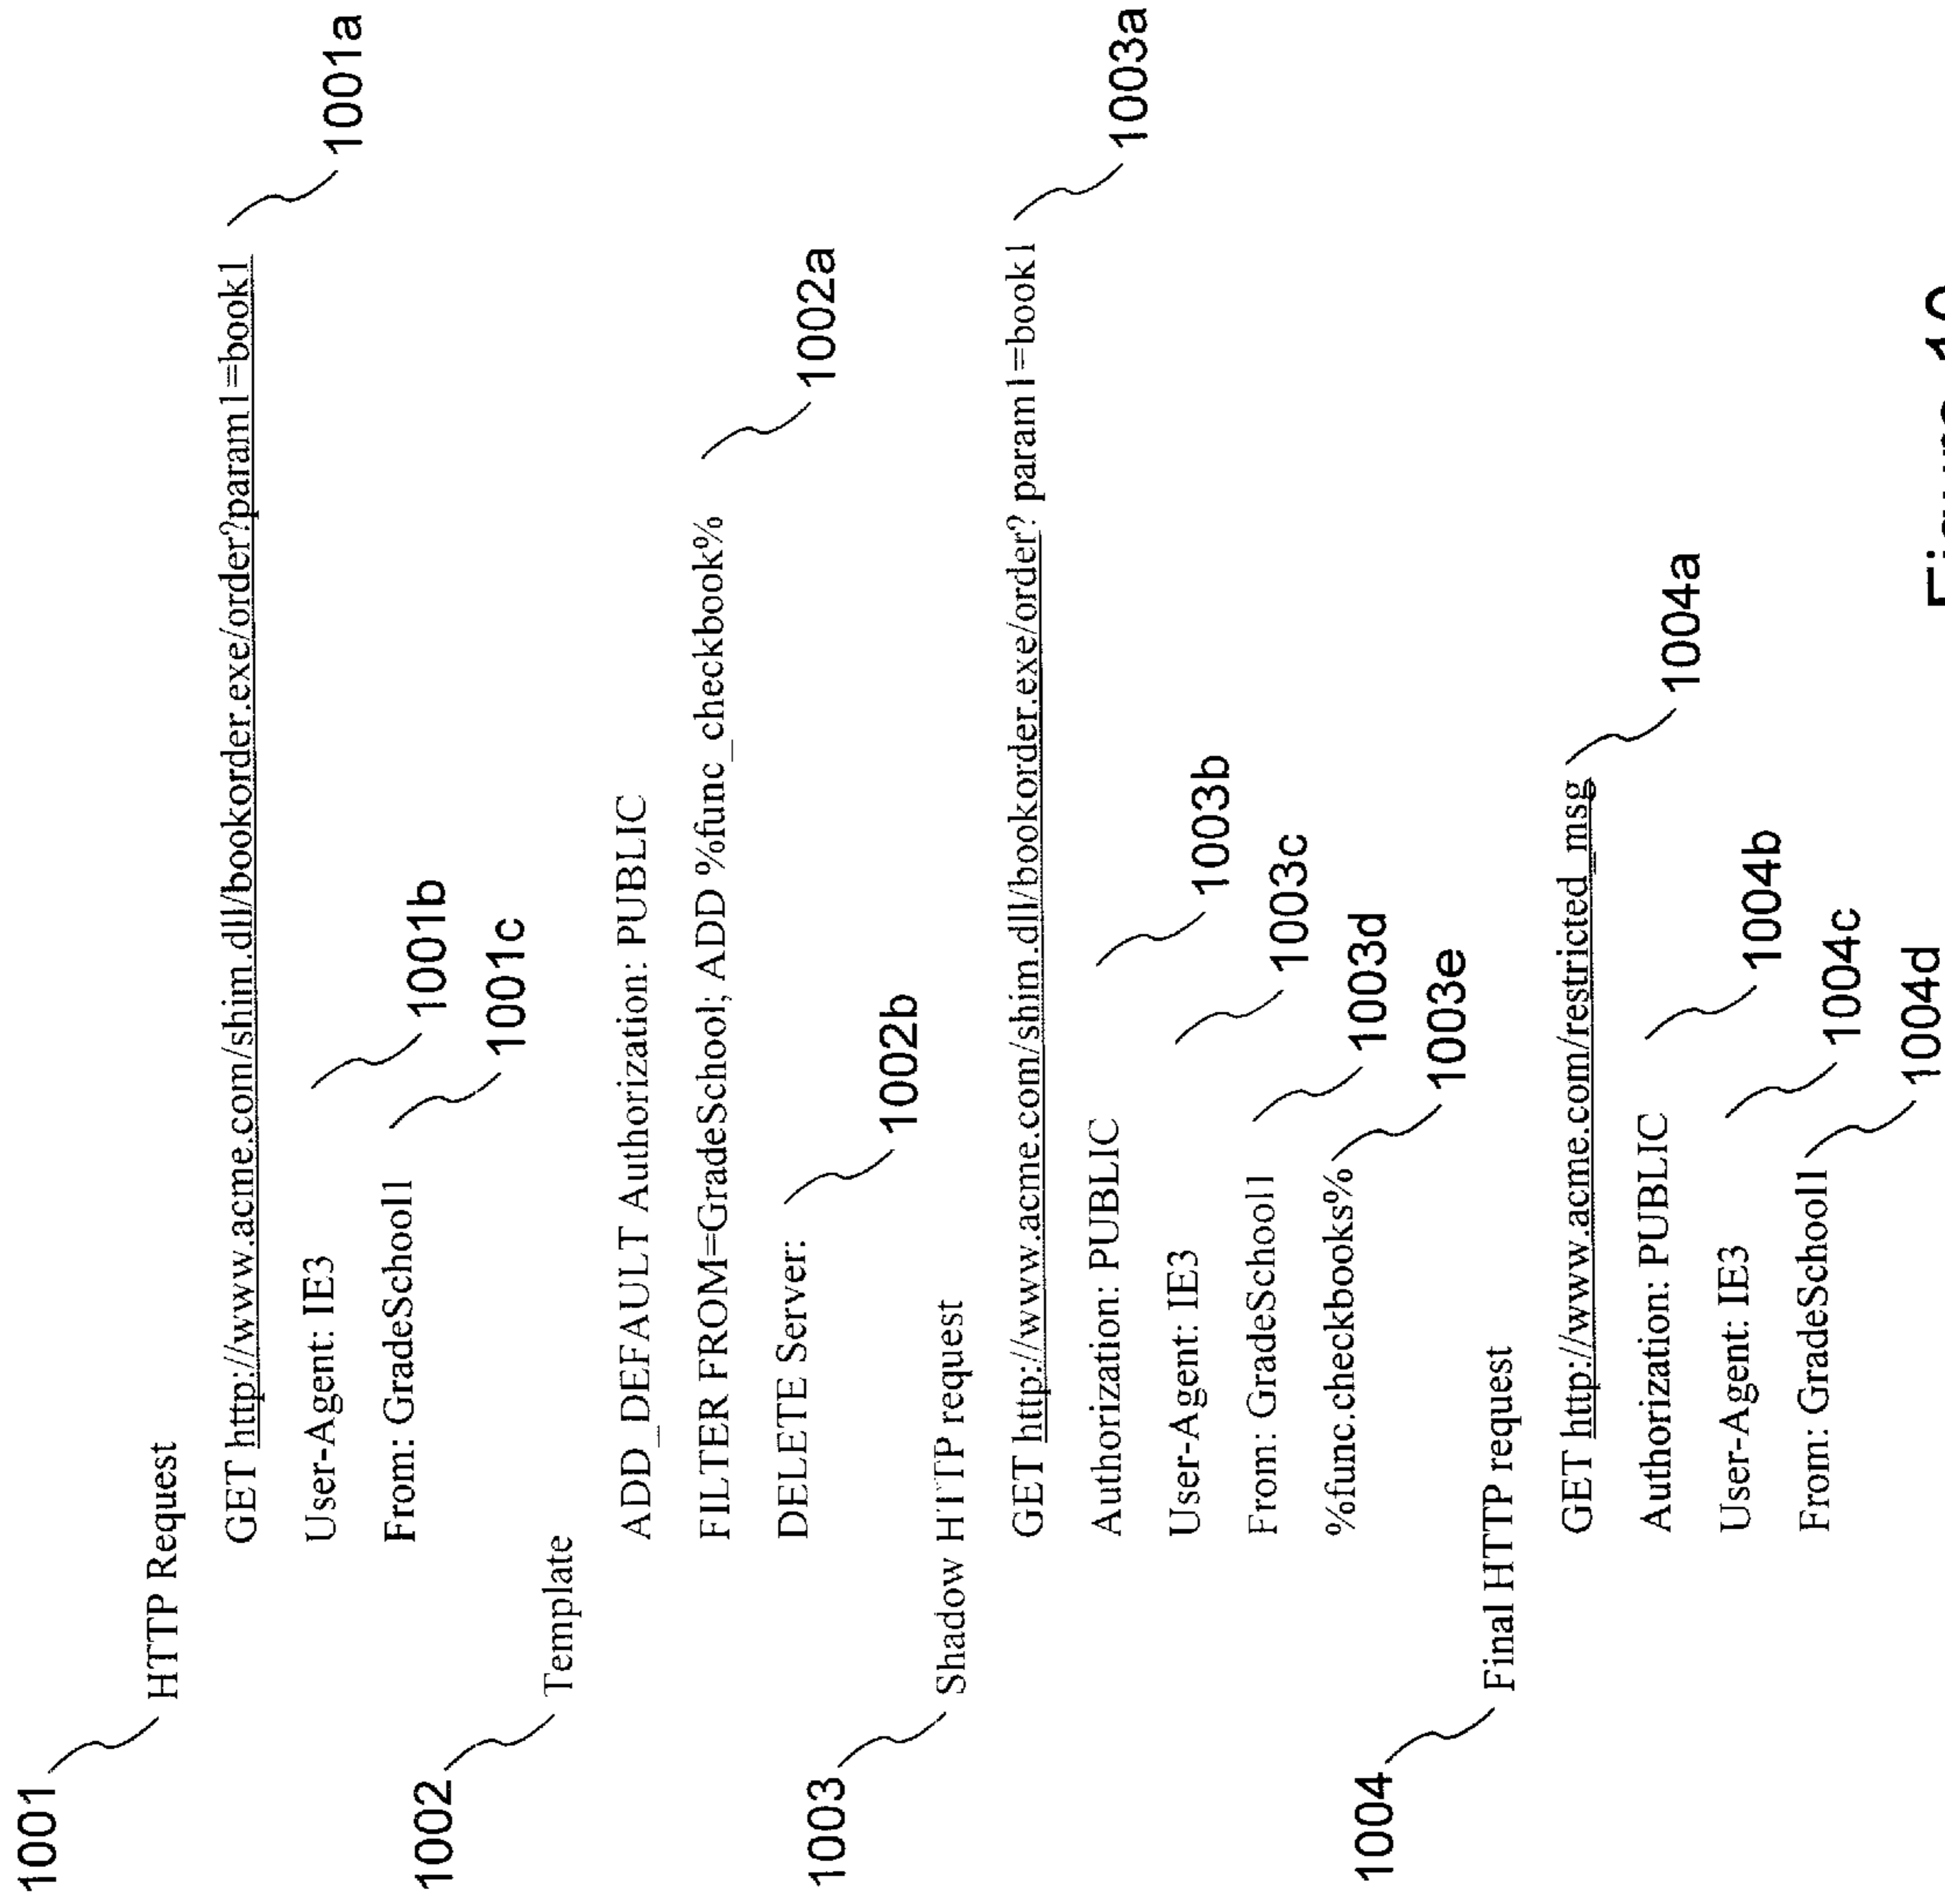 1001
HTTP Request
GET http://www.acme.com/shim.dll/bookorder.exe/order?param1=book1 1001a
User-Agent: IE3 1001b
From: GradeSchool1 1001c
1002
Template
ADD_DEFAULT Authorization: PUBLIC
FILTER FROM=GradeSchool; ADD %func_checkbook% 1002a
DELETE Server: 1002b
1003
Shadow HTTP request
GET http://www.acme.com/shim.dll/bookorder.exe/order? param1=book1 1003a
Authorization: PUBLIC 1003b
User-Agent: IE3 1003c
From: GradeSchool1 1003d
%func.checkbooks% 1003e
1004
Final HTTP request
GET http://www.acme.com/restricted_msg 1004a
Authorization: PUBLIC 1004b
User-Agent: IE3 1004c
From: GradeSchool1 1004d